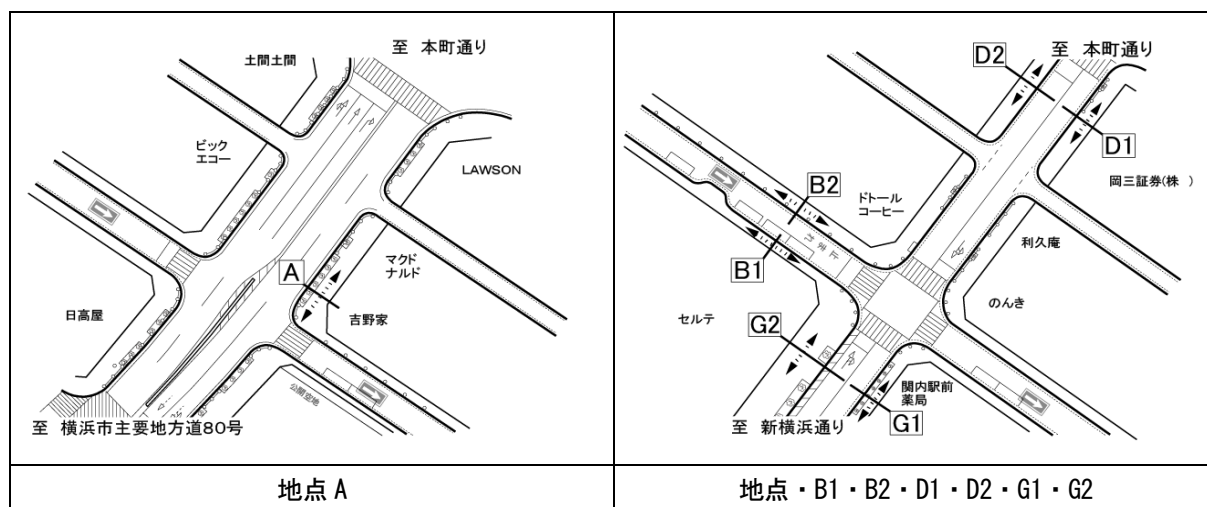 至 本町通り
土間土間
ビック
エコー
LAWSON
マクド
ナルド
A
日高屋
吉野家
公開空地
至 横浜市主要地方道80号
地点 A
D2
至 本町通り
D1
B2
ドトール
コーヒー
岡三証券(株 )
利久庵
B1
のんき
セルテ
G2
関内駅前
薬局
至 新横浜通り
G1
地点・B1・B2・D1・D2・G1・G2